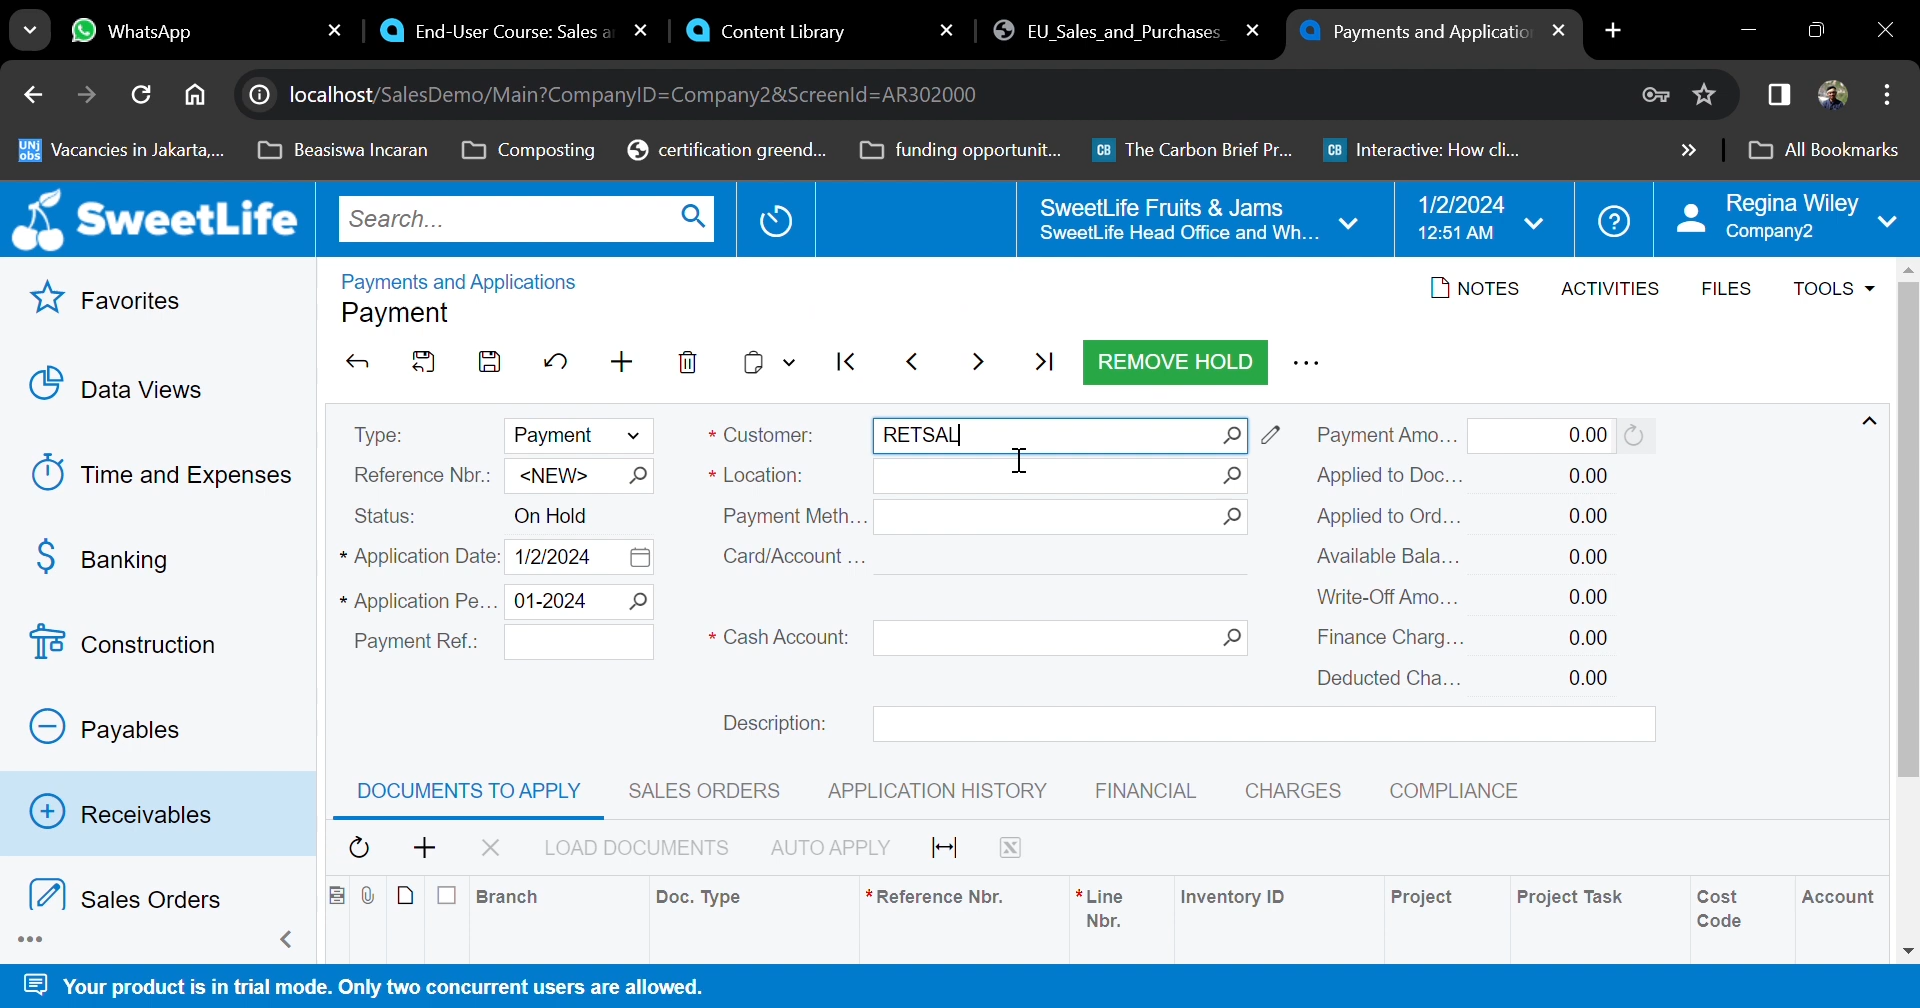 WhatsApp
End-User Course: Sales a
Content Library
EU_Sales_and_Purchases_
Payments and Applicatio
localhost/SalesDemo/Main?CompanyID=Company2&ScreenId=AR302000
UNJ obs Vacancies in Jakarta,... Beasiswa Incaran Composting certification greend... funding opportunit... CB The Carbon Brief Pr... CB Interactive: How cli... » All Bookmarks
SweetLife
Search...
SweetLife Fruits & Jams
SweetLife Head Office and Wh...
1/2/2024
12:51 AM
Regina Wiley
Company2
Favorites
Data Views
Time and Expenses
Banking
Construction
Payables
Receivables
Sales Orders
Payments and Applications
Payment
NOTES ACTIVITIES FILES TOOLS
REMOVE HOLD
Type: Payment
Reference Nbr.: <NEW>
Status: On Hold
* Application Date: 1/2/2024
* Application Pe... 01-2024
Payment Ref.:
* Customer: RETSAL
* Location:
Payment Meth...
Card/Account ...
* Cash Account:
Description:
Payment Amo... 0.00
Applied to Doc... 0.00
Applied to Ord... 0.00
Available Bala... 0.00
Write-Off Amo... 0.00
Finance Charg... 0.00
Deducted Cha... 0.00
DOCUMENTS TO APPLY SALES ORDERS APPLICATION HISTORY FINANCIAL CHARGES COMPLIANCE
LOAD DOCUMENTS AUTO APPLY
Branch Doc. Type * Reference Nbr. * Line Nbr. Inventory ID Project Project Task Cost Code Account
Your product is in trial mode. Only two concurrent users are allowed.